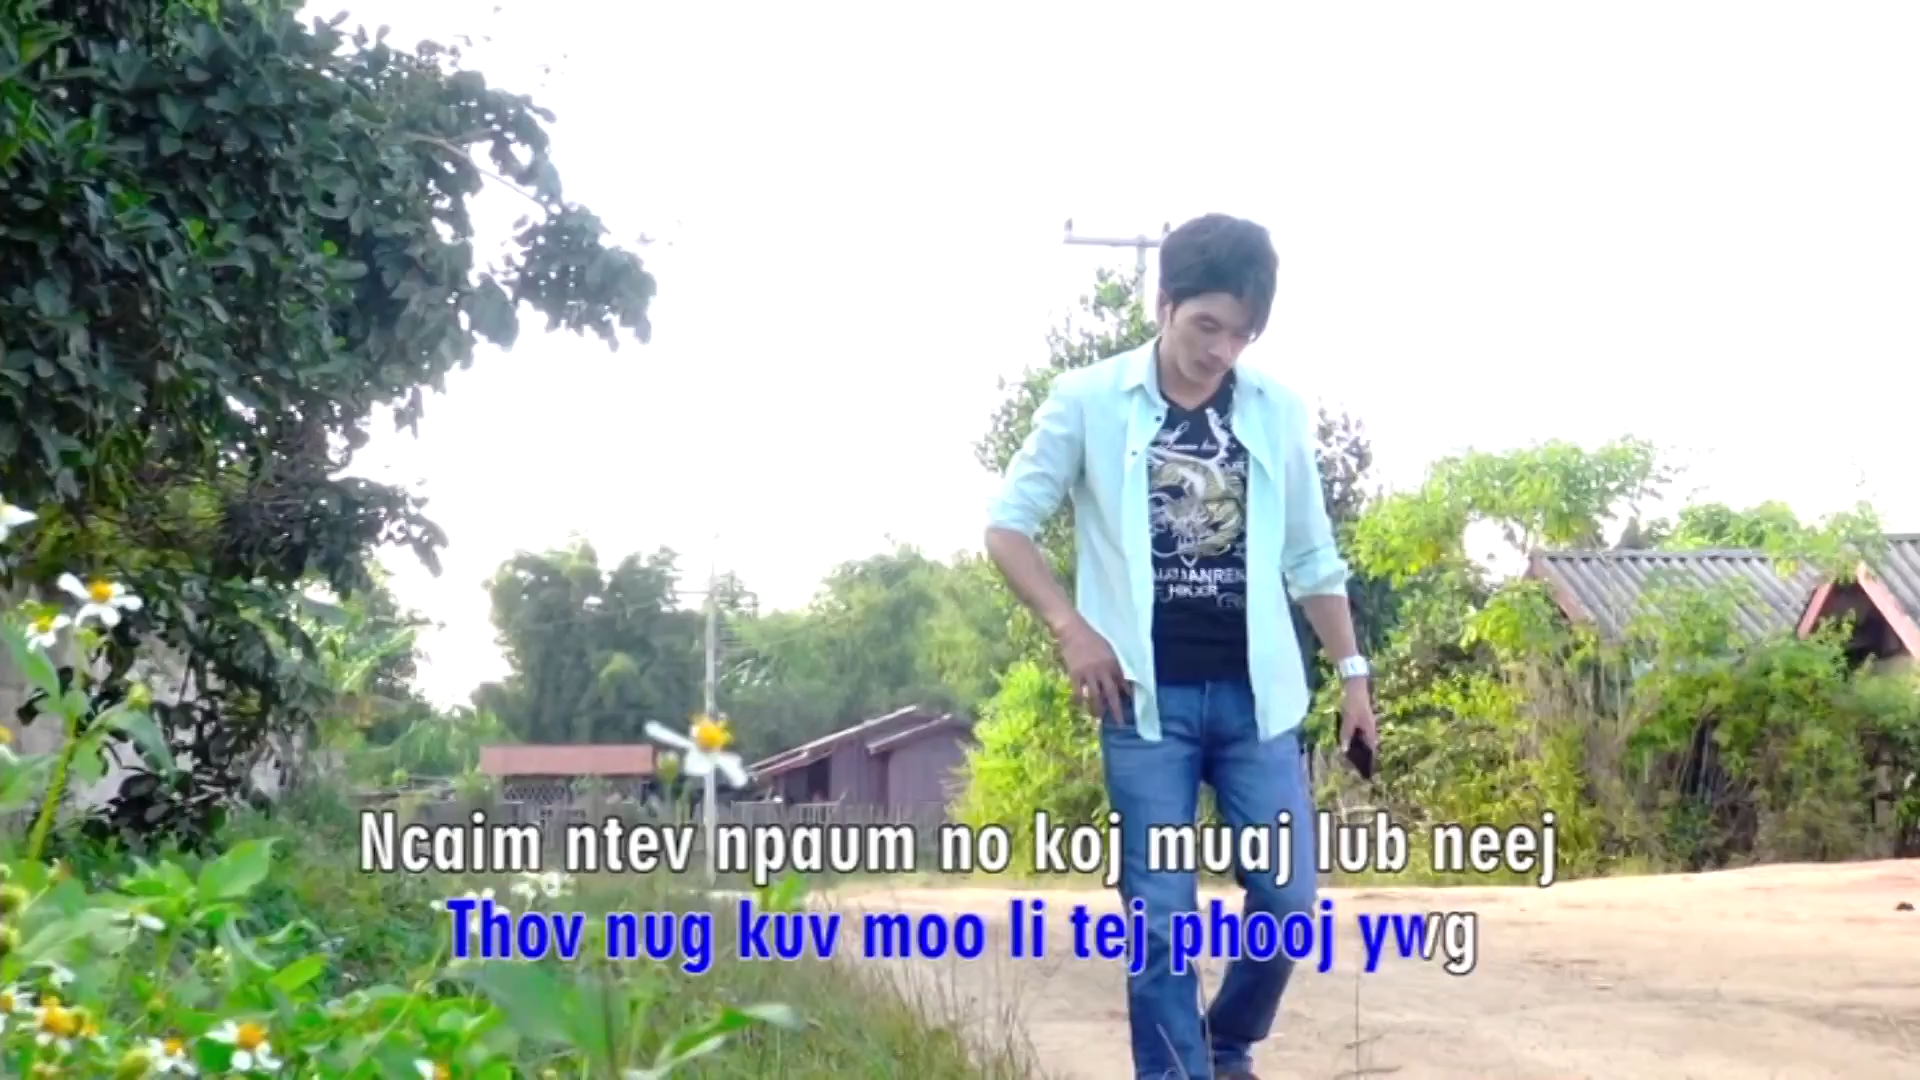 Ncaim ntev npaum no koj muaj lub neej
Thov nug kuv moo li tej phooj ywg